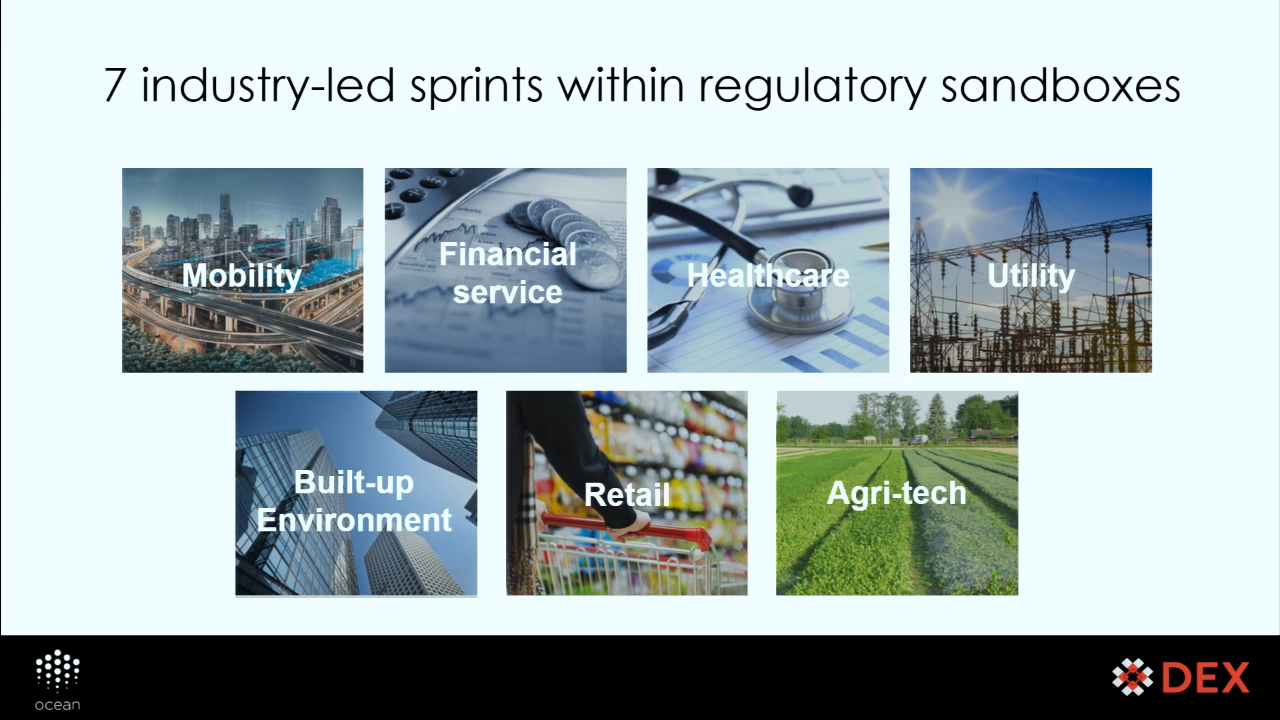 7 industry-led sprints within regulatory sandboxes
Mobility
Financial
service
Healthcare
Utility
Built-up
Environment
Retail
Agri-tech
ocean
DEX